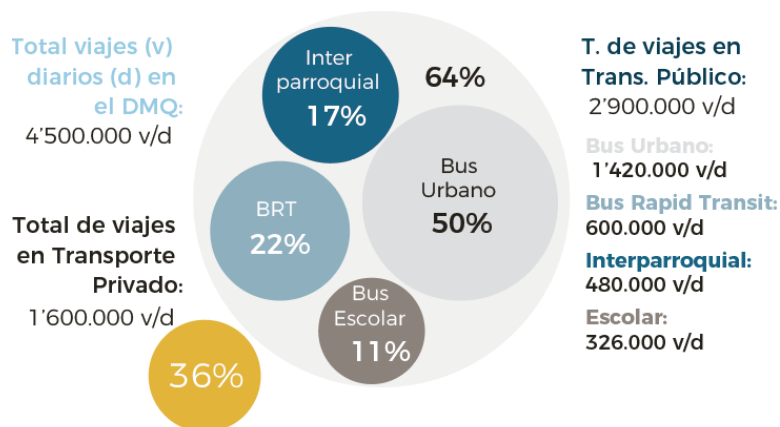 Total viajes (v)
diarios (d) en
el DMQ:
4'500.000 v/d
Total de viajes
en Transporte
Privado:
1'600.000 v/d
36%
Inter
parroquial
17%
64%
Bus
Urbano
50%
BRT
22%
Bus
Escolar
11%
T. de viajes en
Trans. Público:
2'900.000 v/d
Bus Urbano:
1'420.000 v/d
Bus Rapid Transit:
600.000 v/d
Interparroquial:
480.000 v/d
Escolar:
326.000 v/d